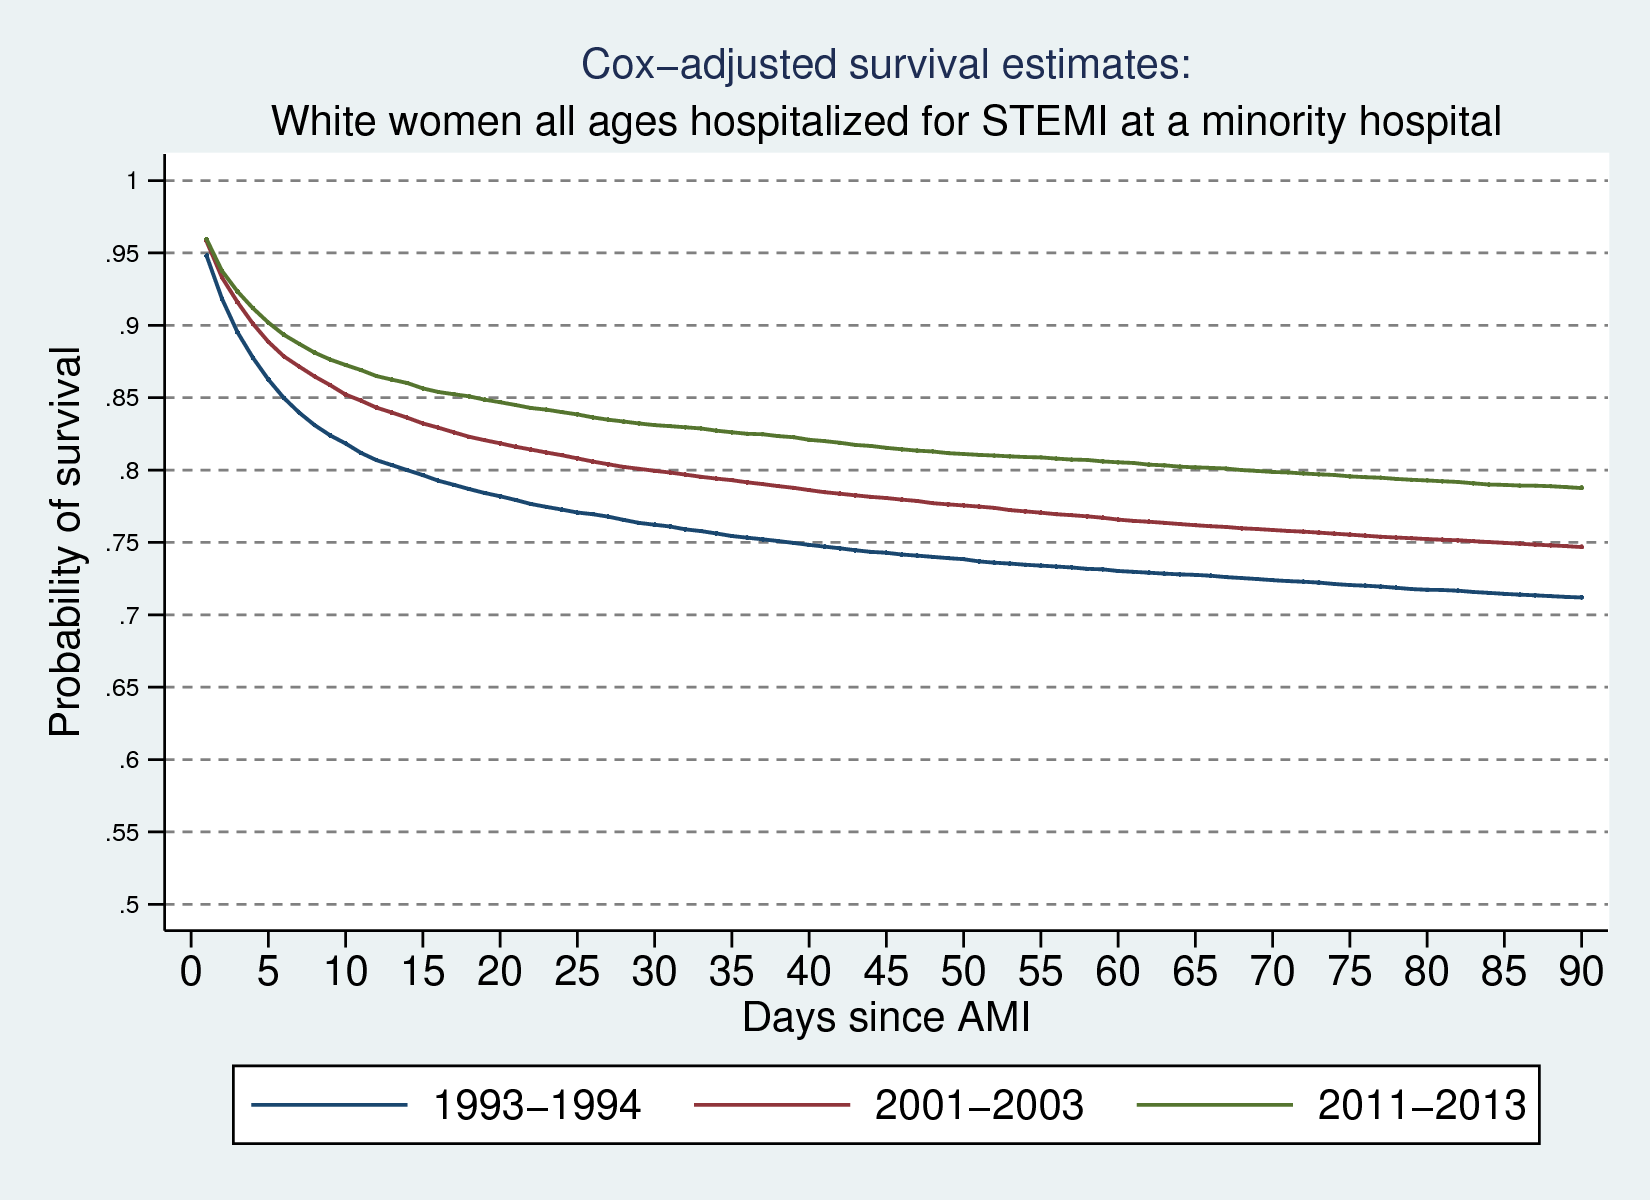 Cox−adjusted survival estimates:
White women all ages hospitalized for STEMI at a minority hospital
Probability of survival
1
.95
.9
.85
.8
.75
.7
.65
.6
.55
.5
0 5 10 15 20 25 30 35 40 45 50 55 60 65 70 75 80 85 90
Days since AMI
1993−1994 2001−2003 2011−2013